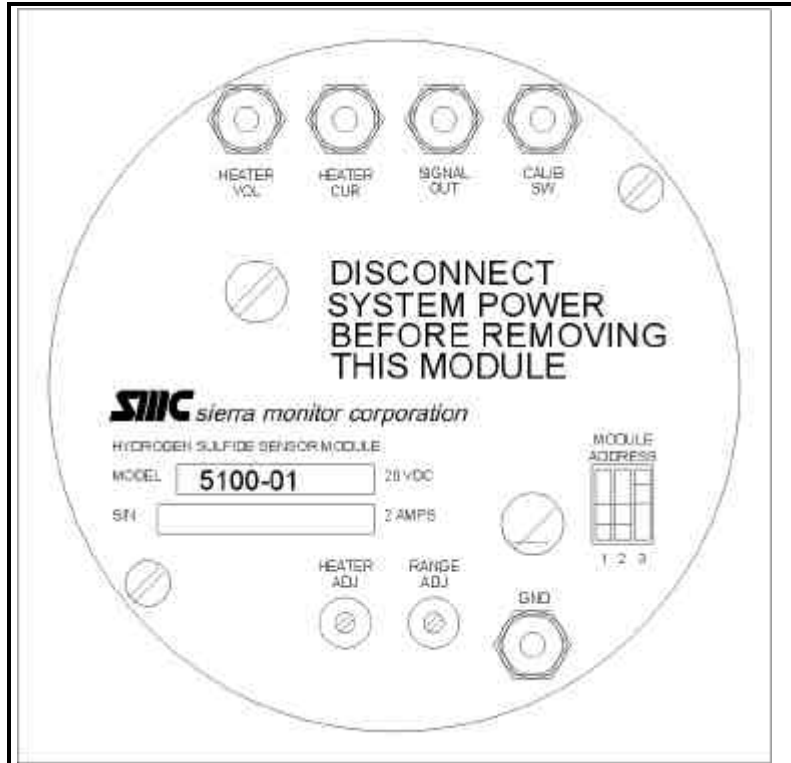 HEATER VOL
HEATER CUR
SIGNAL OUT
CALIB SW
DISCONNECT
SYSTEM POWER
BEFORE REMOVING
THIS MODULE
SMC sierra monitor corporation
HYDROGEN SULFIDE SENSOR MODULE
MODULE
ADDRESS
MODEL 5100-01 28 VDC
S/N 2 AMPS
1 2 3
HEATER ADJ
RANGE ADJ
GND